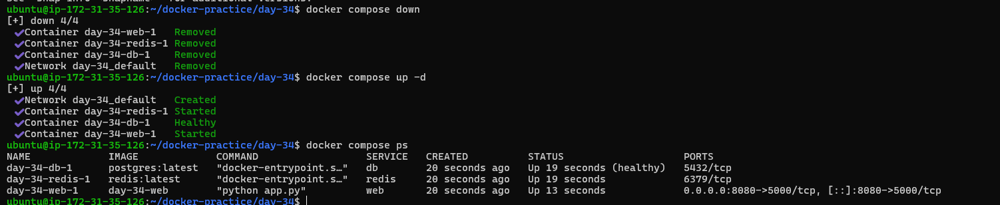 ubuntu@ip-172-31-35-126:~/docker-practice/day-34$ docker compose down
[+] down 4/4
✔Container day-34-web-1 Removed
✔Container day-34-redis-1 Removed
✔Container day-34-db-1 Removed
✔Network day-34_default Removed
ubuntu@ip-172-31-35-126:~/docker-practice/day-34$ docker compose up -d
[+] up 4/4
✔Network day-34_default Created
✔Container day-34-redis-1 Started
✔Container day-34-db-1 Healthy
✔Container day-34-web-1 Started
ubuntu@ip-172-31-35-126:~/docker-practice/day-34$ docker compose ps
NAME IMAGE COMMAND SERVICE CREATED STATUS PORTS
day-34-db-1 postgres:latest "docker-entrypoint.s…" db 20 seconds ago Up 19 seconds (healthy) 5432/tcp
day-34-redis-1 redis:latest "docker-entrypoint.s…" redis 20 seconds ago Up 19 seconds 6379/tcp
day-34-web-1 day-34-web "python app.py" web 20 seconds ago Up 13 seconds 0.0.0.0:8080->5000/tcp, [::]:8080->5000/tcp
ubuntu@ip-172-31-35-126:~/docker-practice/day-34$